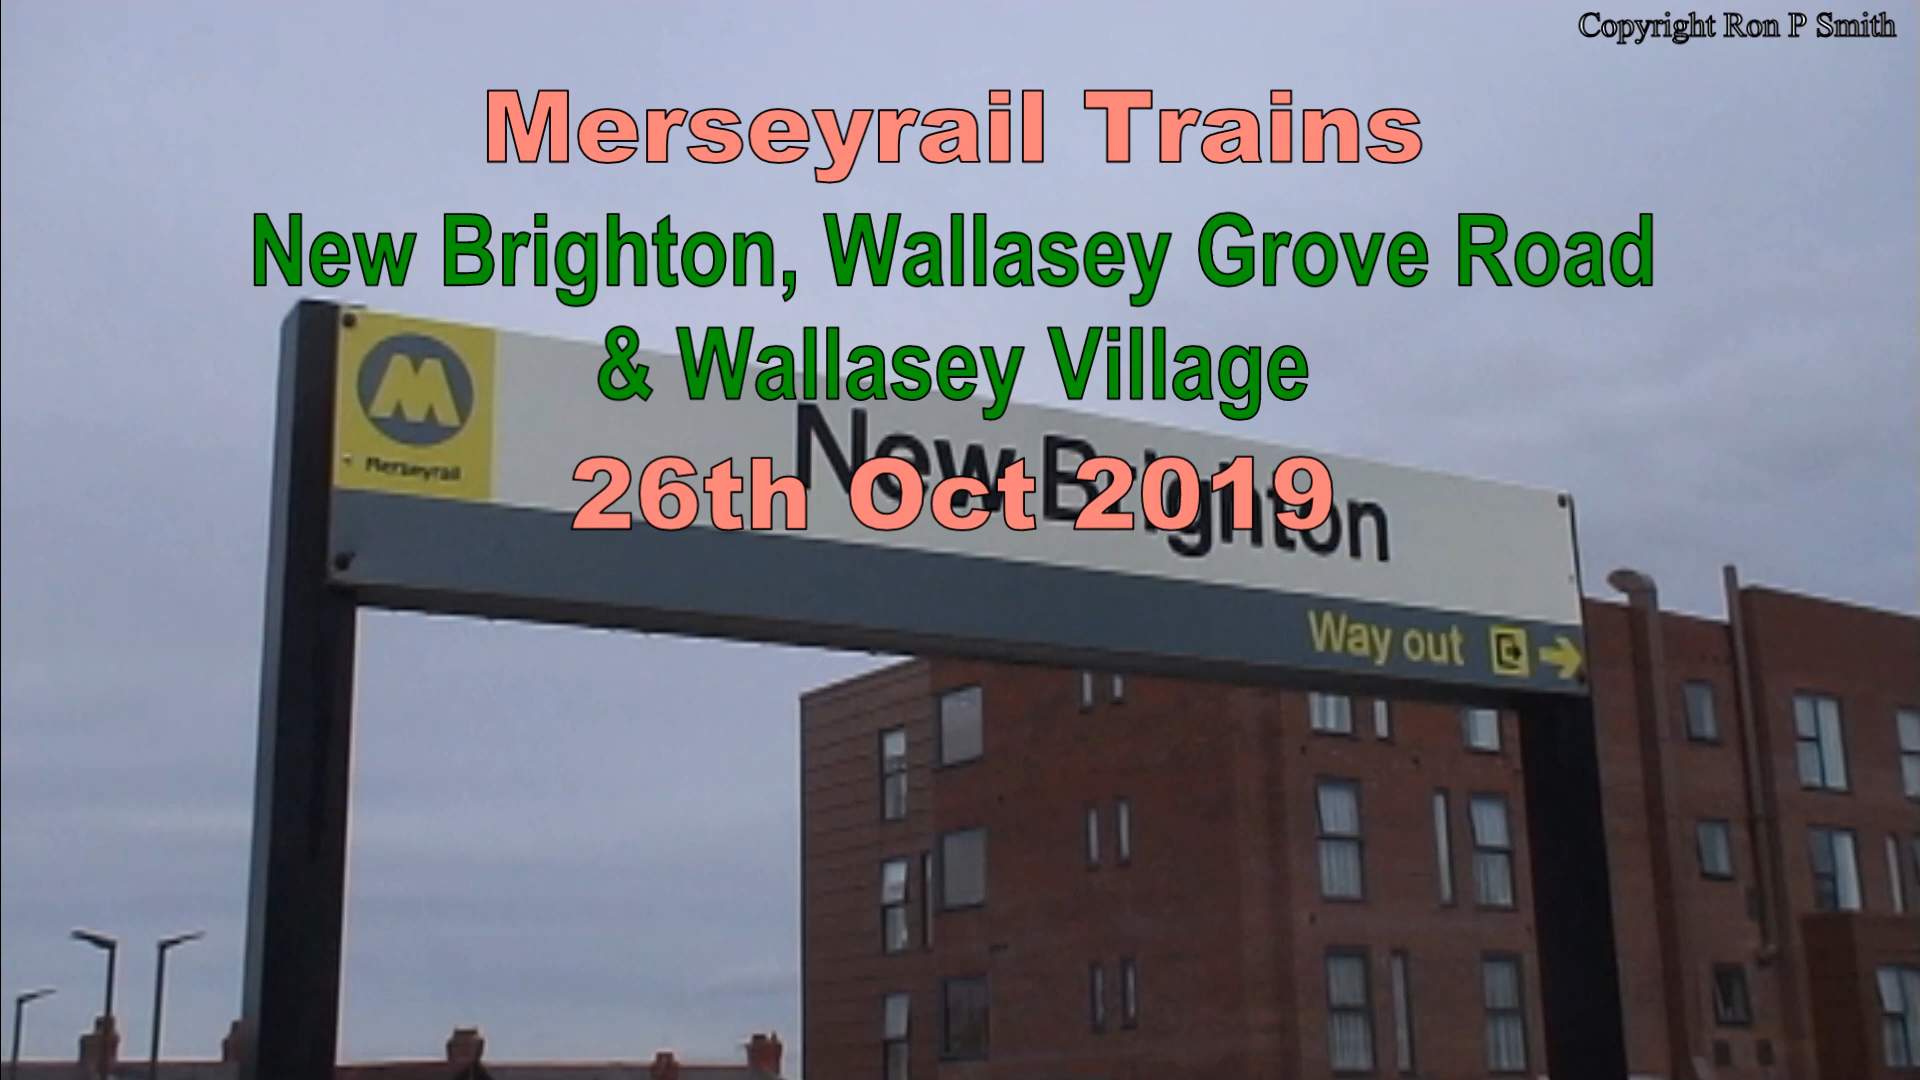 Copyright Ron P Smith
Merseyrail Trains
New Brighton, Wallasey Grove Road
& Wallasey Village
26th Oct 2019
Merseyrail
New Brighton
Way out